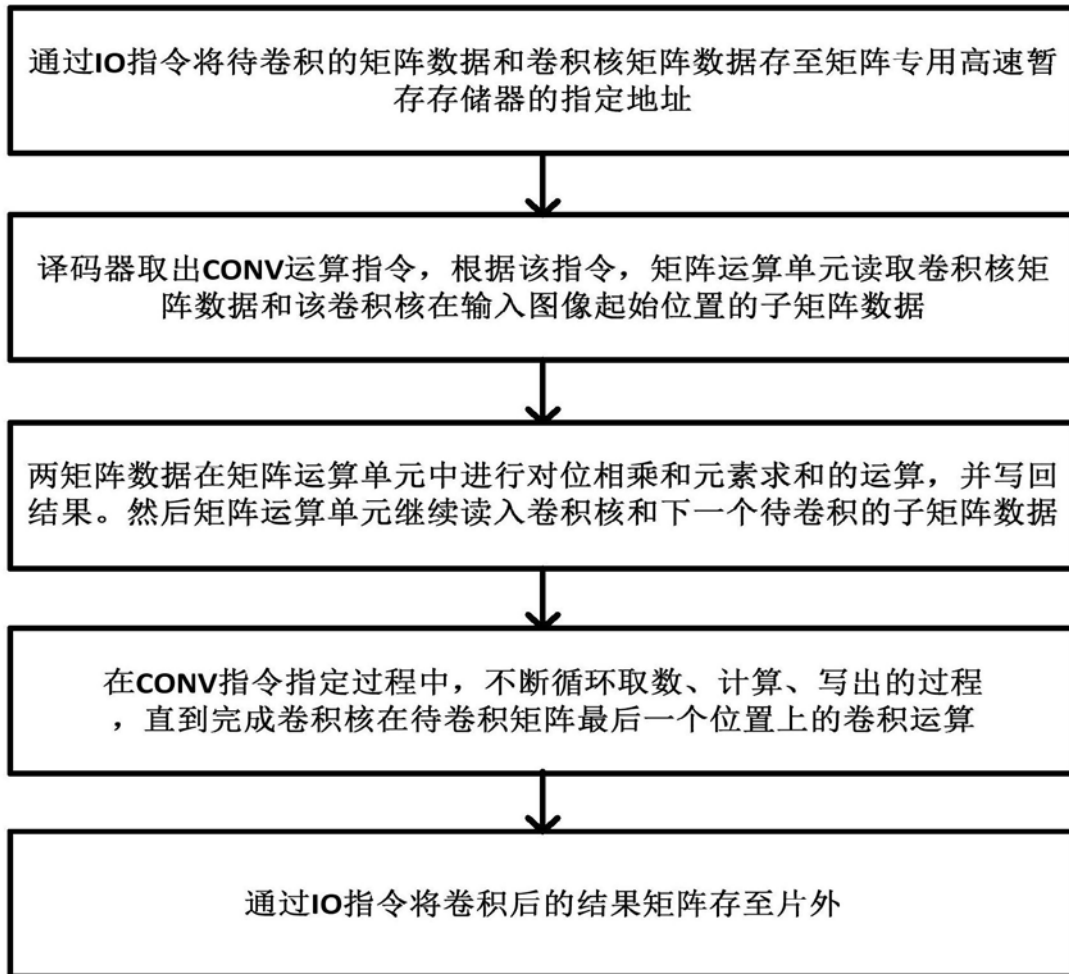 通过IO指令将待卷积的矩阵数据和卷积核矩阵数据存至矩阵专用高速暂
存存储器的指定地址
译码器取出CONV运算指令，根据该指令，矩阵运算单元读取卷积核矩
阵数据和该卷积核在输入图像起始位置的子矩阵数据
两矩阵数据在矩阵运算单元中进行对位相乘和元素求和的运算，并写回
结果。然后矩阵运算单元继续读入卷积核和下一个待卷积的子矩阵数据
在CONV指令指定过程中，不断循环取数、计算、写出的过程
，直到完成卷积核在待卷积矩阵最后一个位置上的卷积运算
通过IO指令将卷积后的结果矩阵存至片外